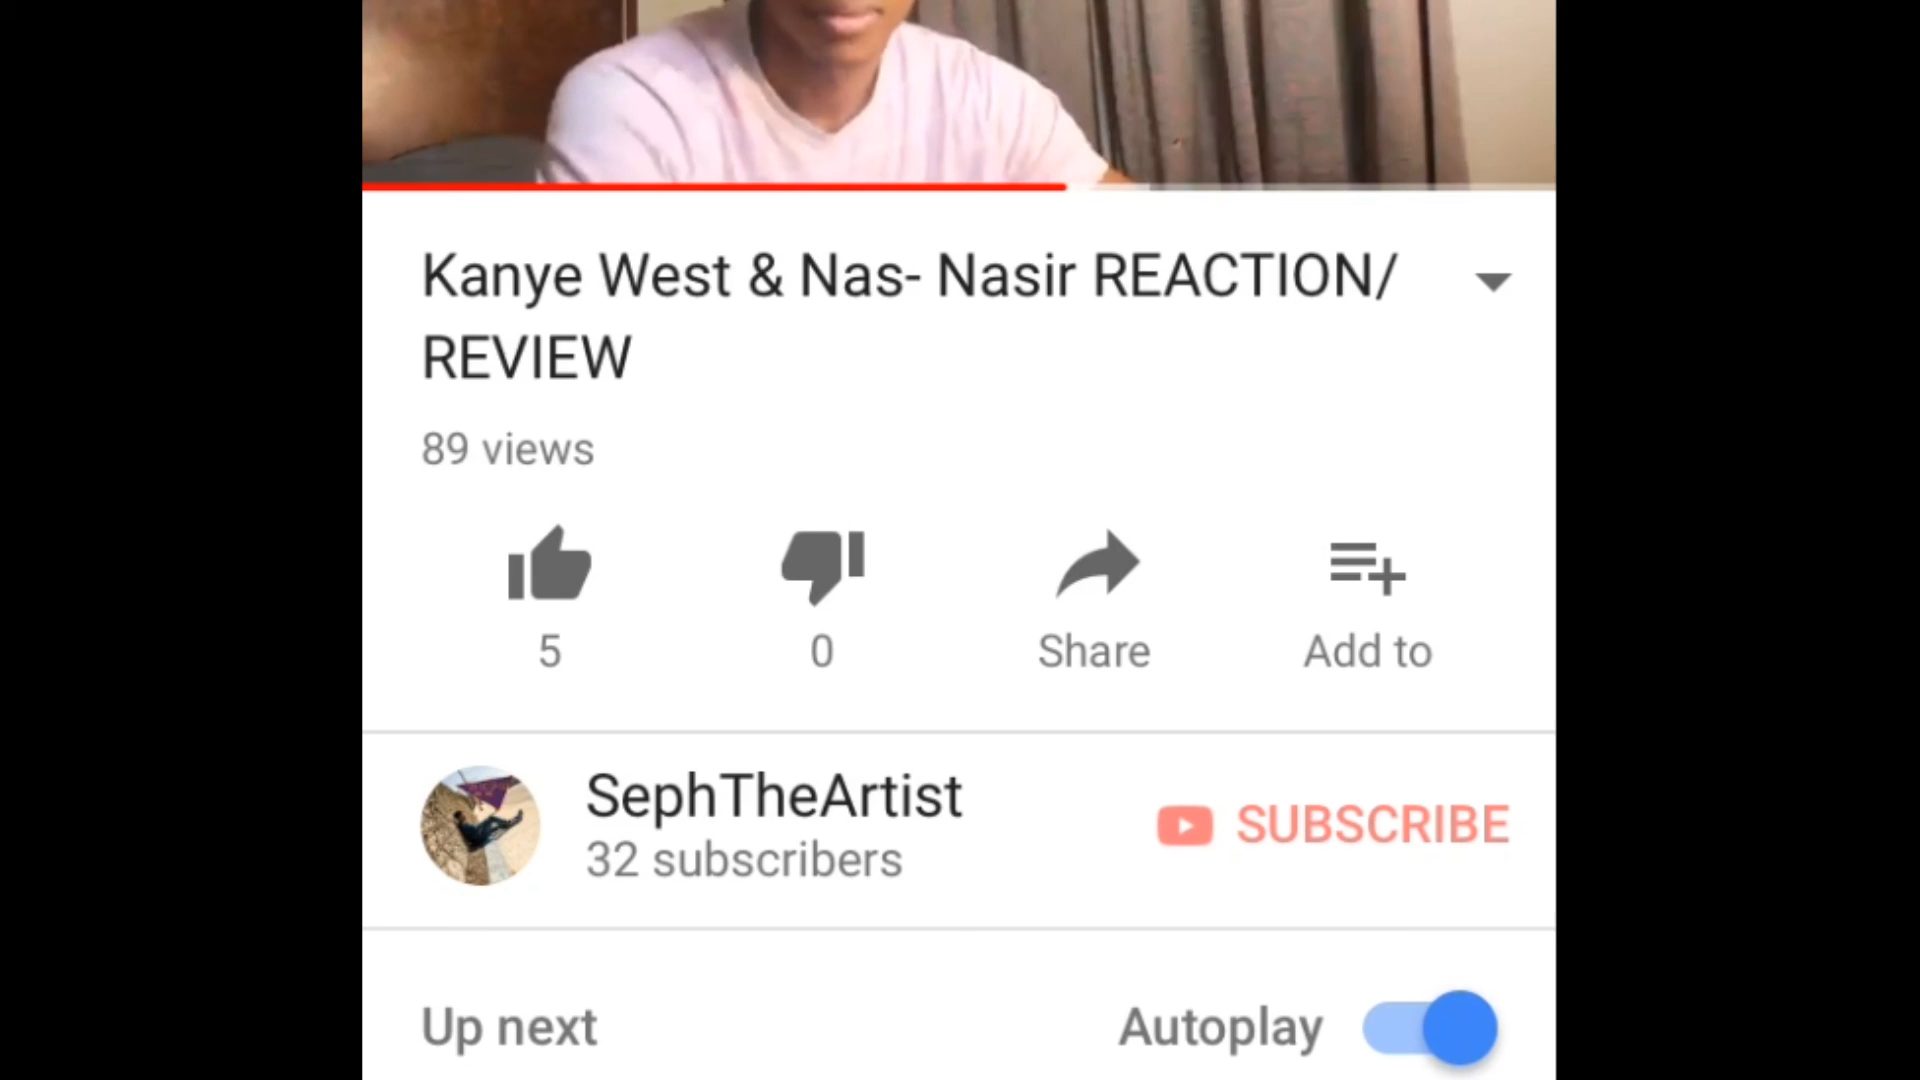 Kanye West & Nas- Nasir REACTION/
REVIEW
89 views
5 0 Share Add to
SephTheArtist
32 subscribers
SUBSCRIBE
Up next Autoplay